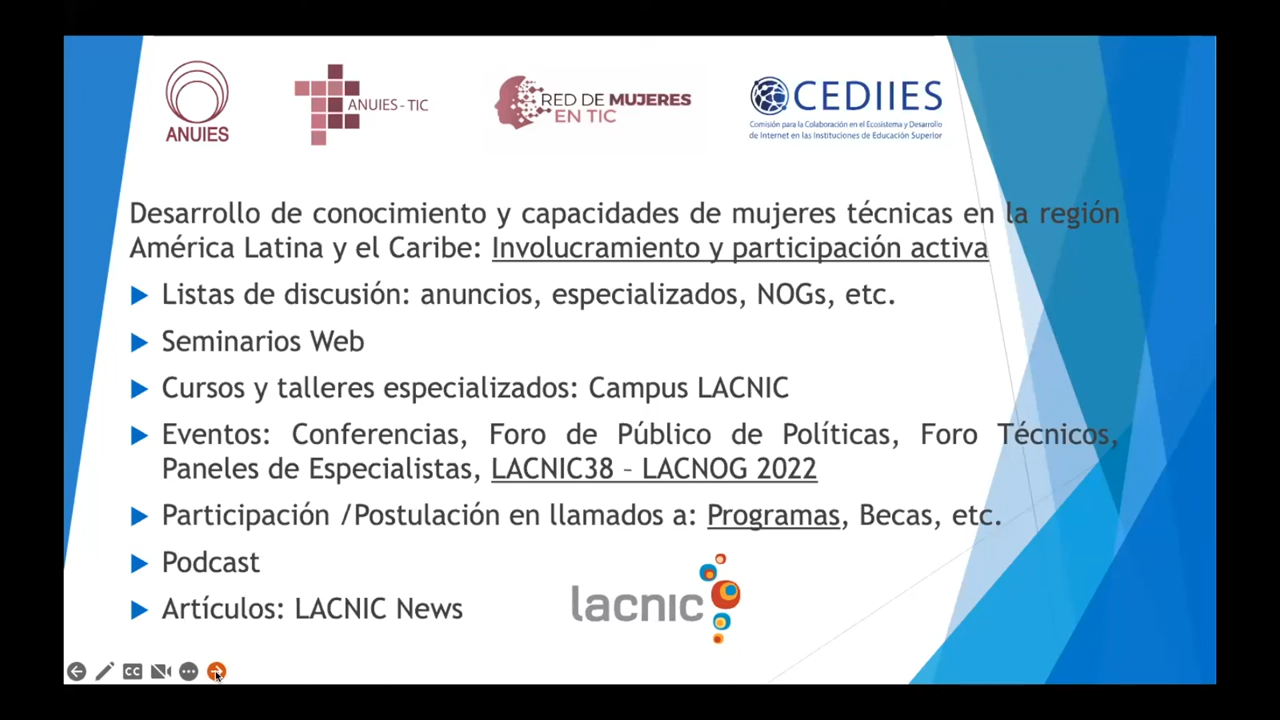 ANUIES
ANUIES - TIC
RED DE MUJERES
EN TIC
CEDIIES
Comisión para la Colaboración en el Ecosistema y Desarrollo
de Internet en las Instituciones de Educación Superior
Desarrollo de conocimiento y capacidades de mujeres técnicas en la región
América Latina y el Caribe: Involucramiento y participación activa
Listas de discusión: anuncios, especializados, NOGs, etc.
Seminarios Web
Cursos y talleres especializados: Campus LACNIC
Eventos: Conferencias, Foro de Público de Políticas, Foro Técnicos,
Paneles de Especialistas, LACNIC38 – LACNOG 2022
Participación /Postulación en llamados a: Programas, Becas, etc.
Podcast
Artículos: LACNIC News
lacnic
CC